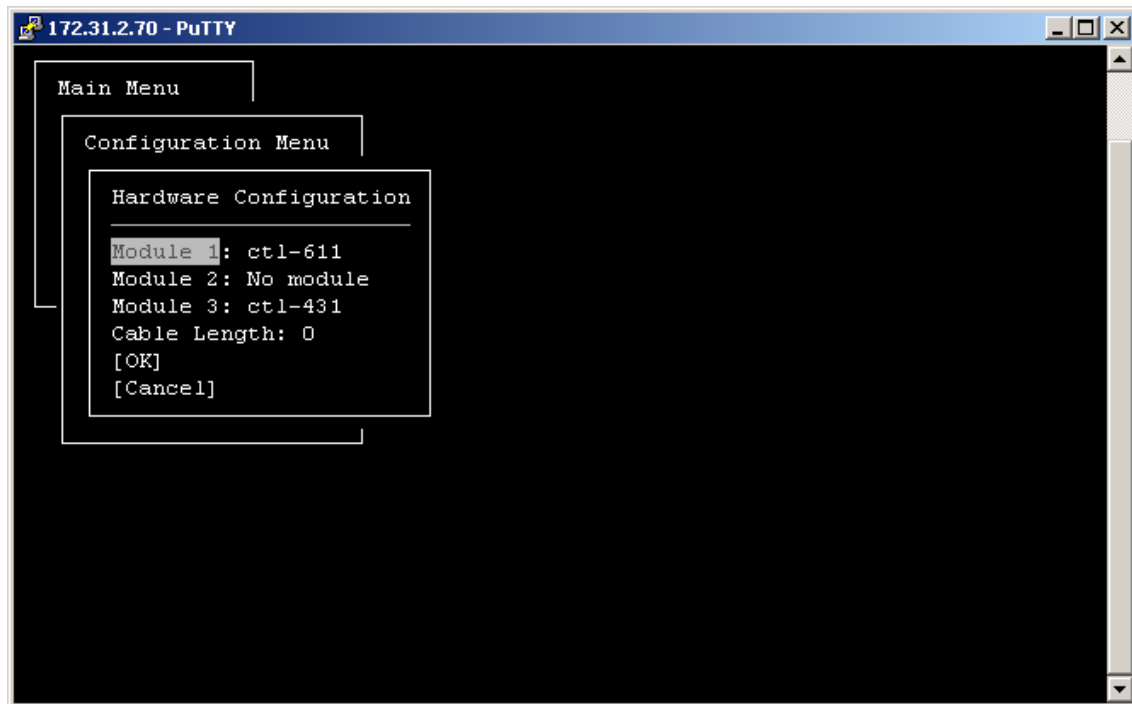 172.31.2.70 - PuTTY
Main Menu
Configuration Menu
Hardware Configuration
Module 1: ctl-611
Module 2: No module
Module 3: ctl-431
Cable Length: 0
[OK]
[Cancel]